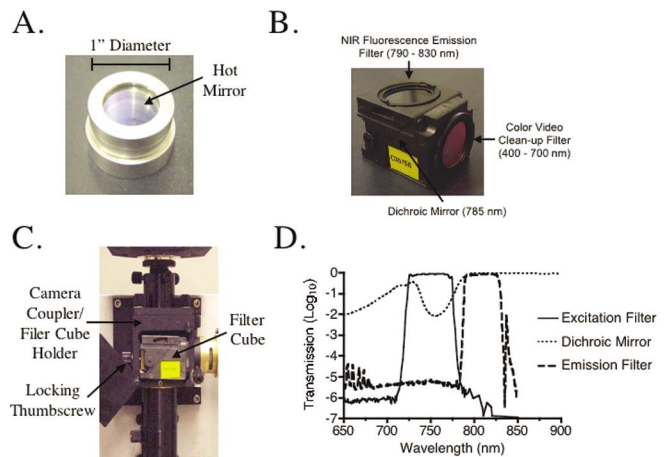 A.
1” Diameter
Hot
Mirror
B.
NIR Fluorescence Emission
Filter (790 - 830 nm)
Color Video
Clean-up Filter
(400 - 700 nm)
Dichroic Mirror (785 nm)
C.
Camera
Coupler/
Filer Cube
Holder
Locking
Thumbscrew
Filter
Cube
D.
Transmission (Log10)
0
-1
-2
-3
-4
-5
-6
-7
650 700 750 800 850 900
Wavelength (nm)
Excitation Filter
Dichroic Mirror
Emission Filter